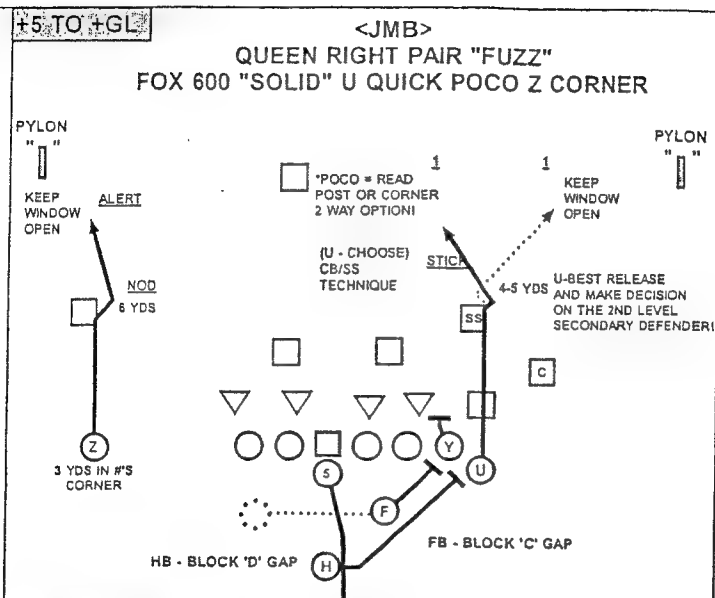 +5 TO +GL
<JMB>
QUEEN RIGHT PAIR "FUZZ"
FOX 600 "SOLID" U QUICK POCO Z CORNER
PYLON
" "
KEEP
WINDOW
OPEN
ALERT
NOD
6 YDS
*POCO = READ
POST OR CORNER
2 WAY OPTION!
(U - CHOOSE)
CB/SS
TECHNIQUE
1
1
STICK
KEEP
WINDOW
OPEN
PYLON
" "
4-5 YDS
U-BEST RELEASE
AND MAKE DECISION
ON THE 2ND LEVEL
SECONDARY DEFENDER!
SS
C
Z
3 YDS IN #'S
CORNER
5
Y
U
F
H
HB - BLOCK 'D' GAP
FB - BLOCK 'C' GAP